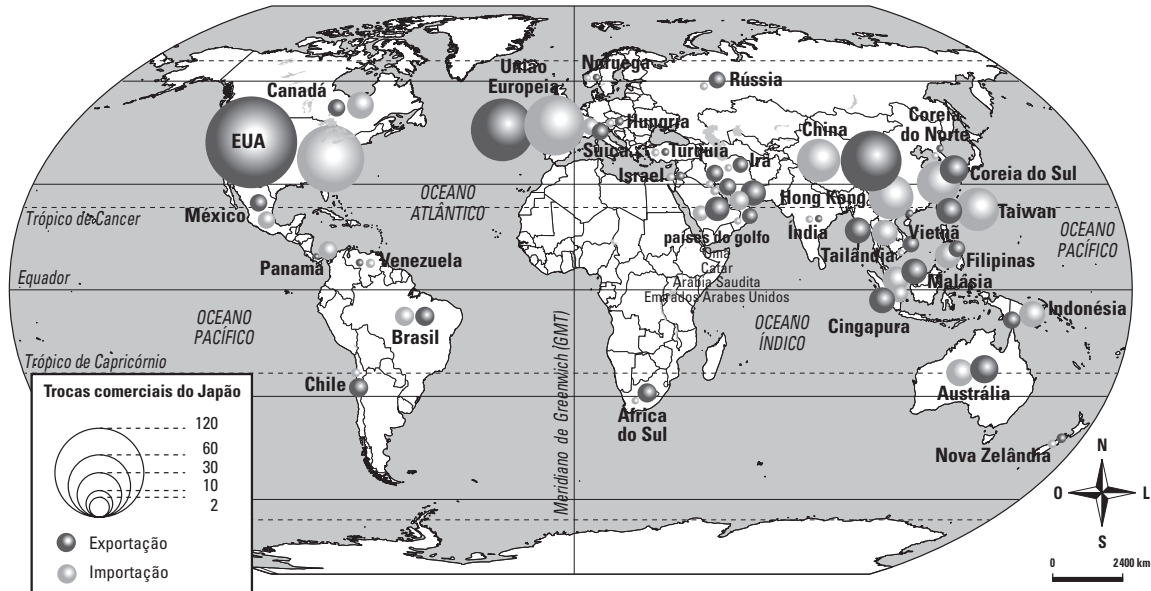 Noruega
União
Europeia
Rússia
Canadá
Coreia
do Norte
Hungria
China
EUA
Suíça
Turquia
Irã
Israel
Coreia do Sul
OCEANO
ATLÂNTICO
Hong Kong
México
Trópico de Cancer
Taiwan
OCEANO
PACÍFICO
Índia
Vietnã
países do golfo
Omã
Catar
Arábia Saudita
Emirados Arabes Unidos
Tailândia
Filipinas
Panamá
Venezuela
Malásia
Equador
Indonésia
Cingapura
OCEANO
PACÍFICO
Brasil
OCEANO
ÍNDICO
Meridiano de Greenwich (GMT)
Trópico de Capricórnio
Chile
Austrália
África
do Sul
Nova Zelândia
Trocas comerciais do Japão
120
60
30
10
2
Exportação
Importação
N
O
L
S
0
2400 km